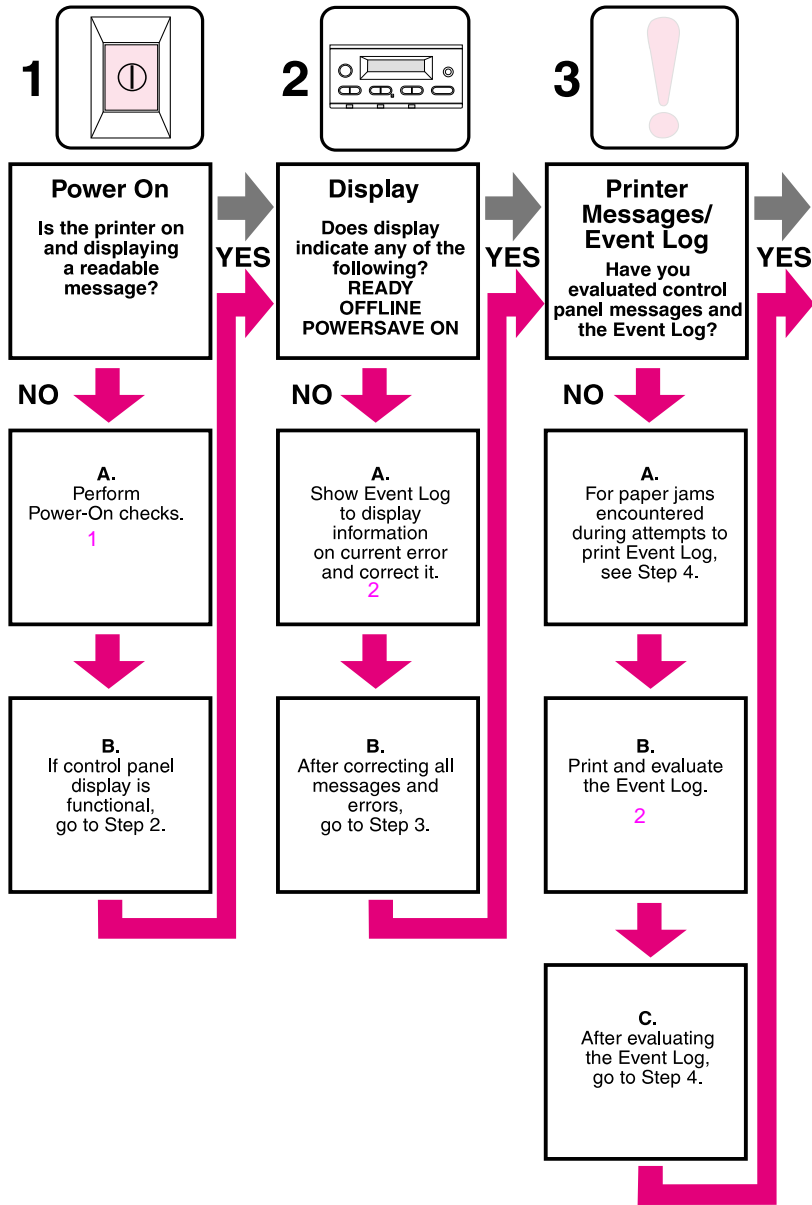 1
Power On
Is the printer on
and displaying
a readable
message?
YES
NO
A.
Perform
Power-On checks.
1
B.
If control panel
display is
functional,
go to Step 2.
2
Display
Does display
indicate any of the
following?
READY
OFFLINE
POWERSAVE ON
YES
NO
A.
Show Event Log
to display
information
on current error
and correct it.
2
B.
After correcting all
messages and
errors,
go to Step 3.
3
Printer
Messages/
Event Log
Have you
evaluated control
panel messages and
the Event Log?
YES
NO
A.
For paper jams
encountered
during attempts to
print Event Log,
see Step 4.
B.
Print and evaluate
the Event Log.
2
C.
After evaluating
the Event Log,
go to Step 4.